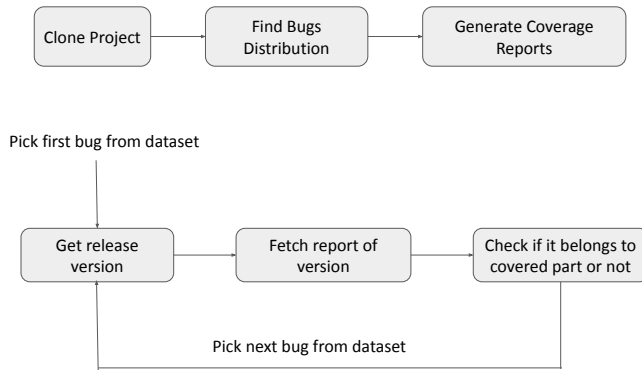 Clone Project
Find Bugs
Distribution
Generate Coverage
Reports
Pick first bug from dataset
Get release
version
Fetch report of
version
Check if it belongs to
covered part or not
Pick next bug from dataset